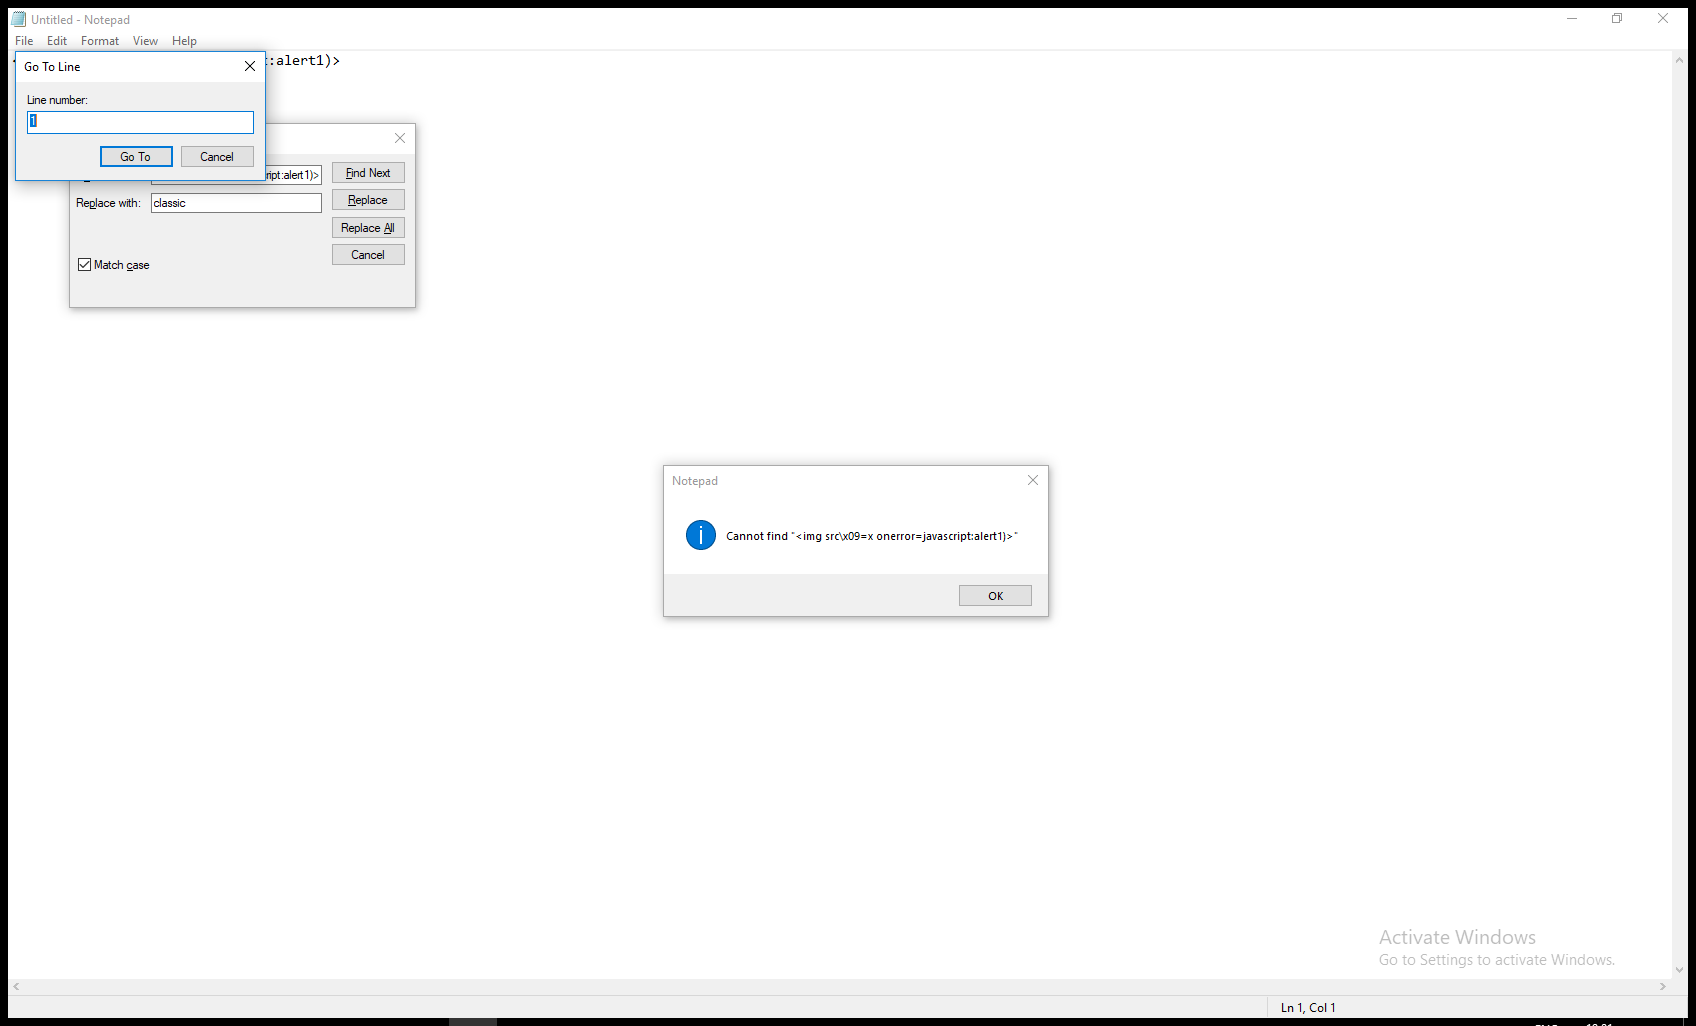 Untitled - Notepad
File Edit Format View Help
:alert1)>
Go To Line
Line number:
1
Go To Cancel
ript:alert1)> Find Next
Replace with: classic Replace
Replace All
Cancel
Match case
Notepad
Cannot find "<img src\x09=x onerror=javascript:alert1)>"
OK
Activate Windows
Go to Settings to activate Windows.
Ln 1, Col 1